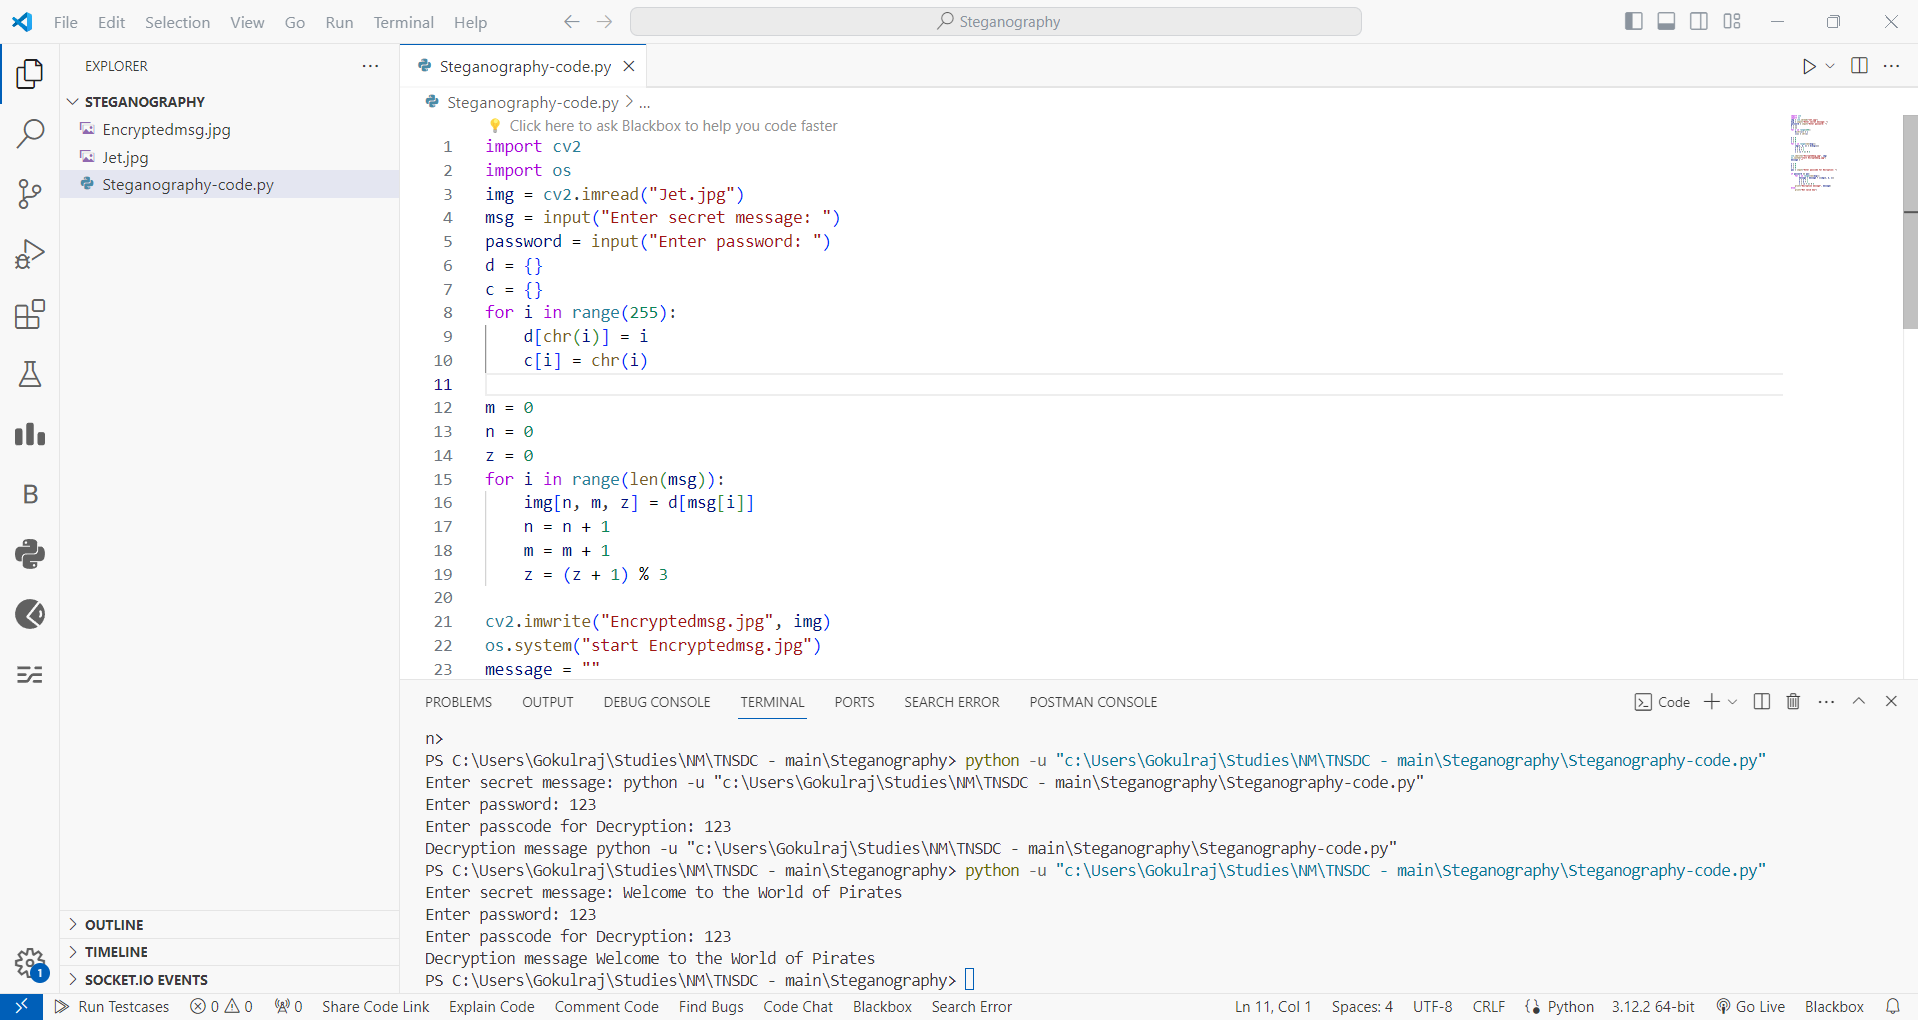 File Edit Selection View Go Run Terminal Help
Steganography
EXPLORER
STEGANOGRAPHY
Encryptedmsg.jpg
Jet.jpg
Steganography-code.py
OUTLINE
TIMELINE
SOCKET.IO EVENTS
Steganography-code.py
Steganography-code.py > ...
Click here to ask Blackbox to help you code faster
1 import cv2
2 import os
3 img = cv2.imread("Jet.jpg")
4 msg = input("Enter secret message: ")
5 password = input("Enter password: ")
6 d = {}
7 c = {}
8 for i in range(255):
9 d[chr(i)] = i
10 c[i] = chr(i)
11
12 m = 0
13 n = 0
14 z = 0
15 for i in range(len(msg)):
16 img[n, m, z] = d[msg[i]]
17 n = n + 1
18 m = m + 1
19 z = (z + 1) % 3
20
21 cv2.imwrite("Encryptedmsg.jpg", img)
22 os.system("start Encryptedmsg.jpg")
23 message = ""
PROBLEMS OUTPUT DEBUG CONSOLE TERMINAL PORTS SEARCH ERROR POSTMAN CONSOLE
Code
n>
PS C:\Users\Gokulraj\Studies\NM\TNSDC - main\Steganography> python -u "c:\Users\Gokulraj\Studies\NM\TNSDC - main\Steganography\Steganography-code.py"
Enter secret message: python -u "c:\Users\Gokulraj\Studies\NM\TNSDC - main\Steganography\Steganography-code.py"
Enter password: 123
Enter passcode for Decryption: 123
Decryption message python -u "c:\Users\Gokulraj\Studies\NM\TNSDC - main\Steganography\Steganography-code.py"
PS C:\Users\Gokulraj\Studies\NM\TNSDC - main\Steganography> python -u "c:\Users\Gokulraj\Studies\NM\TNSDC - main\Steganography\Steganography-code.py"
Enter secret message: Welcome to the World of Pirates
Enter password: 123
Enter passcode for Decryption: 123
Decryption message Welcome to the World of Pirates
PS C:\Users\Gokulraj\Studies\NM\TNSDC - main\Steganography>
B
1
Run Testcases 0 0 0 Share Code Link Explain Code Comment Code Find Bugs Code Chat Blackbox Search Error Ln 11, Col 1 Spaces: 4 UTF-8 CRLF Python 3.12.2 64-bit Go Live Blackbox